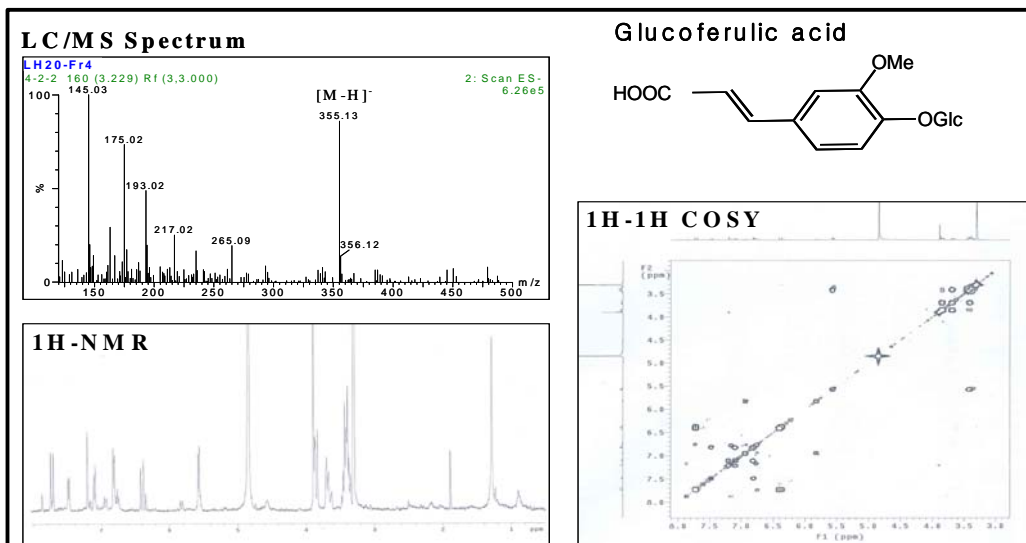 LC/MS Spectrum
LH20-Fr4
4-2-2 160 (3.229) Rf (3,3.000)
2: Scan ES-
6.26e5
145.03
[M-H]-
355.13
175.02
193.02
217.02
265.09
356.12
100
%
0
150 200 250 300 350 400 450 500 m/z
Glucoferulic acid
OMe
HOOC
OGlc
1H-NMR
7
3
ppm
1H-1H COSY
F2
(ppm)
3.5
4.0
4.5
5.0
5.5
6.0
6.5
7.0
7.5
8.0
8.0 7.5 7.0 6.5 6.0 5.5 5.0 4.5 4.0 3.5 3.0
F1 (ppm)